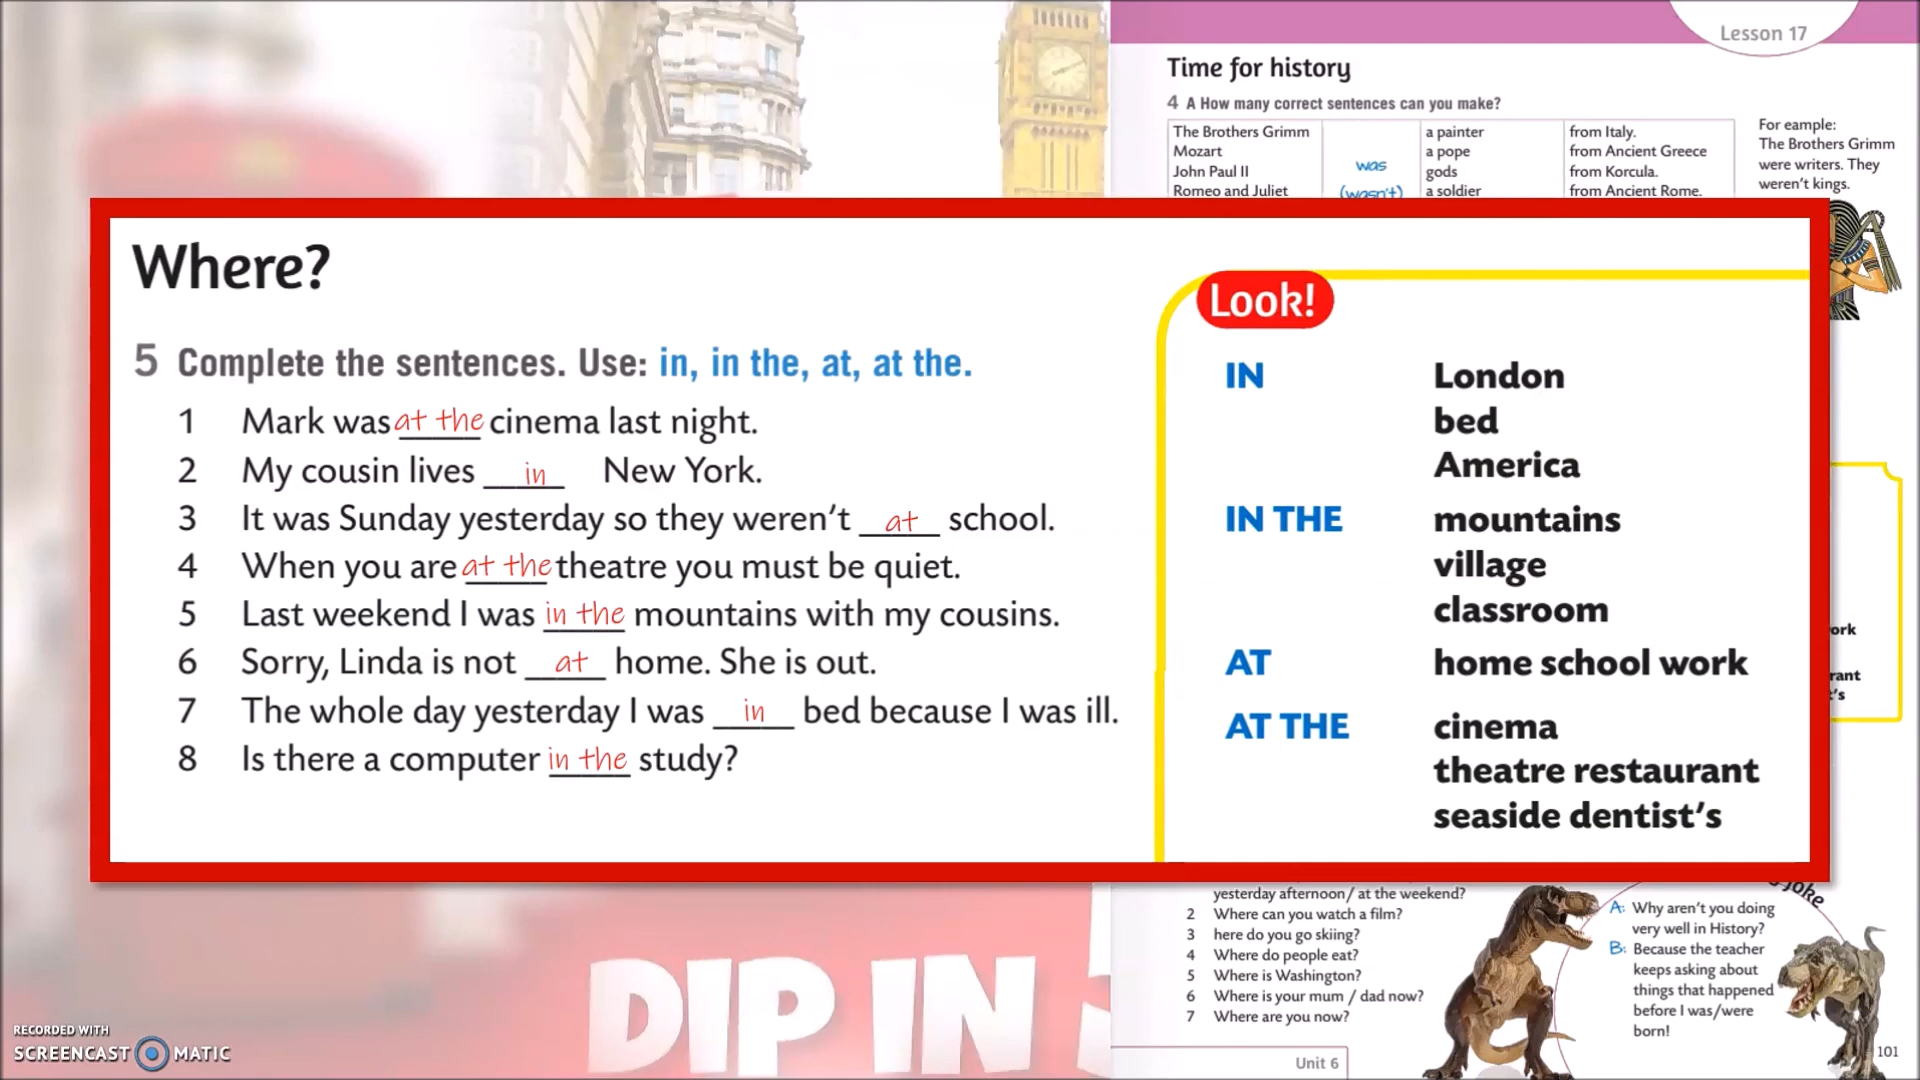 Lesson 17
Time for history
4 A How many correct sentences can you make?
The Brothers Grimm
Mozart
John Paul II
Romeo and Juliet
was
(wasn't)
a painter
a pope
gods
a soldier
from Italy.
from Ancient Greece
from Korcula.
from Ancient Rome.
For eample:
The Brothers Grimm
were writers. They
weren't kings.
Where?
5 Complete the sentences. Use: in, in the, at, at the.
1 Mark was at the cinema last night.
2 My cousin lives in New York.
3 It was Sunday yesterday so they weren't at school.
4 When you are at the theatre you must be quiet.
5 Last weekend I was in the mountains with my cousins.
6 Sorry, Linda is not at home. She is out.
7 The whole day yesterday I was in bed because I was ill.
8 Is there a computer in the study?
Look!
IN London
bed
America
IN THE mountains
village
classroom
AT home school work
AT THE cinema
theatre restaurant
seaside dentist's
yesterday afternoon/ at the weekend?
2 Where can you watch a film?
3 here do you go skiing?
4 Where do people eat?
5 Where is Washington?
6 Where is your mum / dad now?
7 Where are you now?
joke
A: Why aren't you doing
very well in History?
B: Because the teacher
keeps asking about
things that happened
before I was/were
born!
Unit 6
101
DIP IN
RECORDED WITH
SCREENCAST MATIC